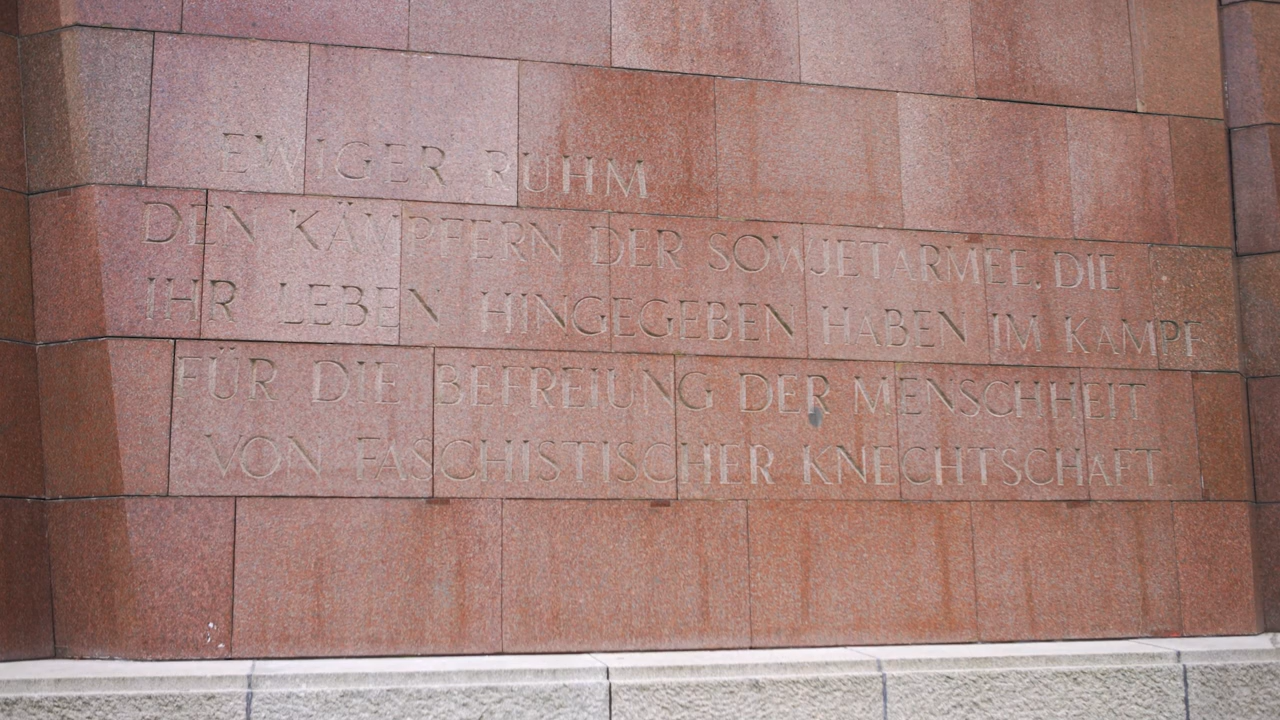 EWIGER RUHM
DEN KÄMPFERN DER SOWJETARMEE, DIE
IHR LEBEN HINGEGEBEN HABEN IM KAMPF
FÜR DIE BEFREIUNG DER MENSCHHEIT
VON FASCHISTISCHER KNECHTSCHAFT.